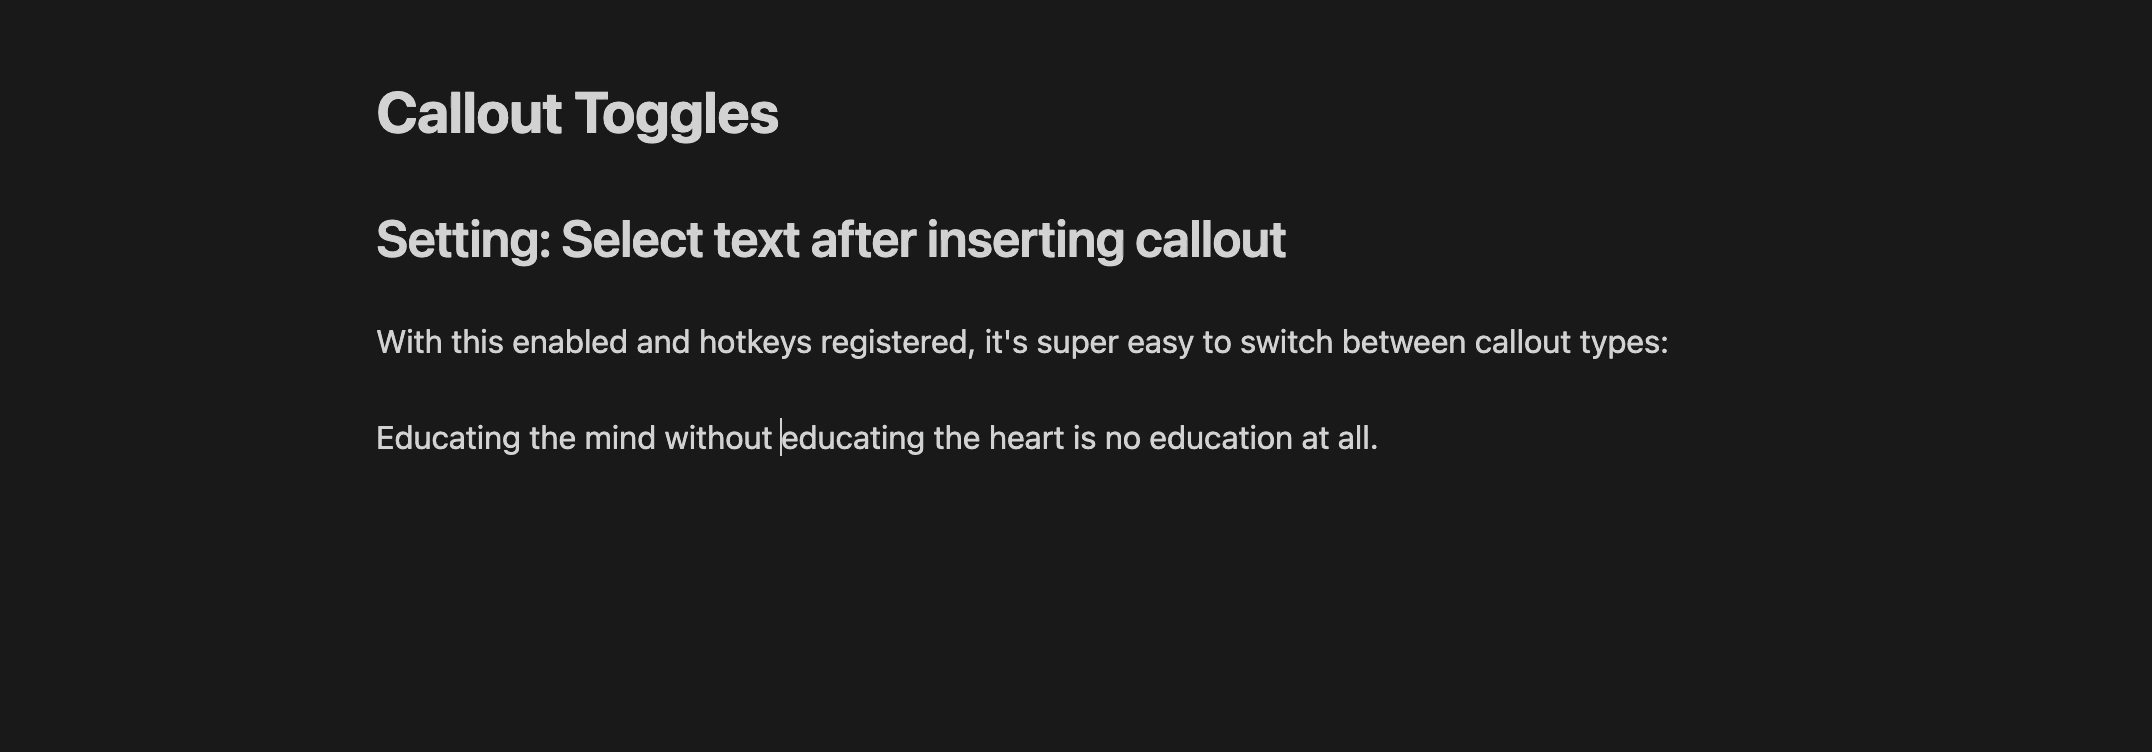 Callout Toggles
Setting: Select text after inserting callout
With this enabled and hotkeys registered, it's super easy to switch between callout types:
Educating the mind without educating the heart is no education at all.